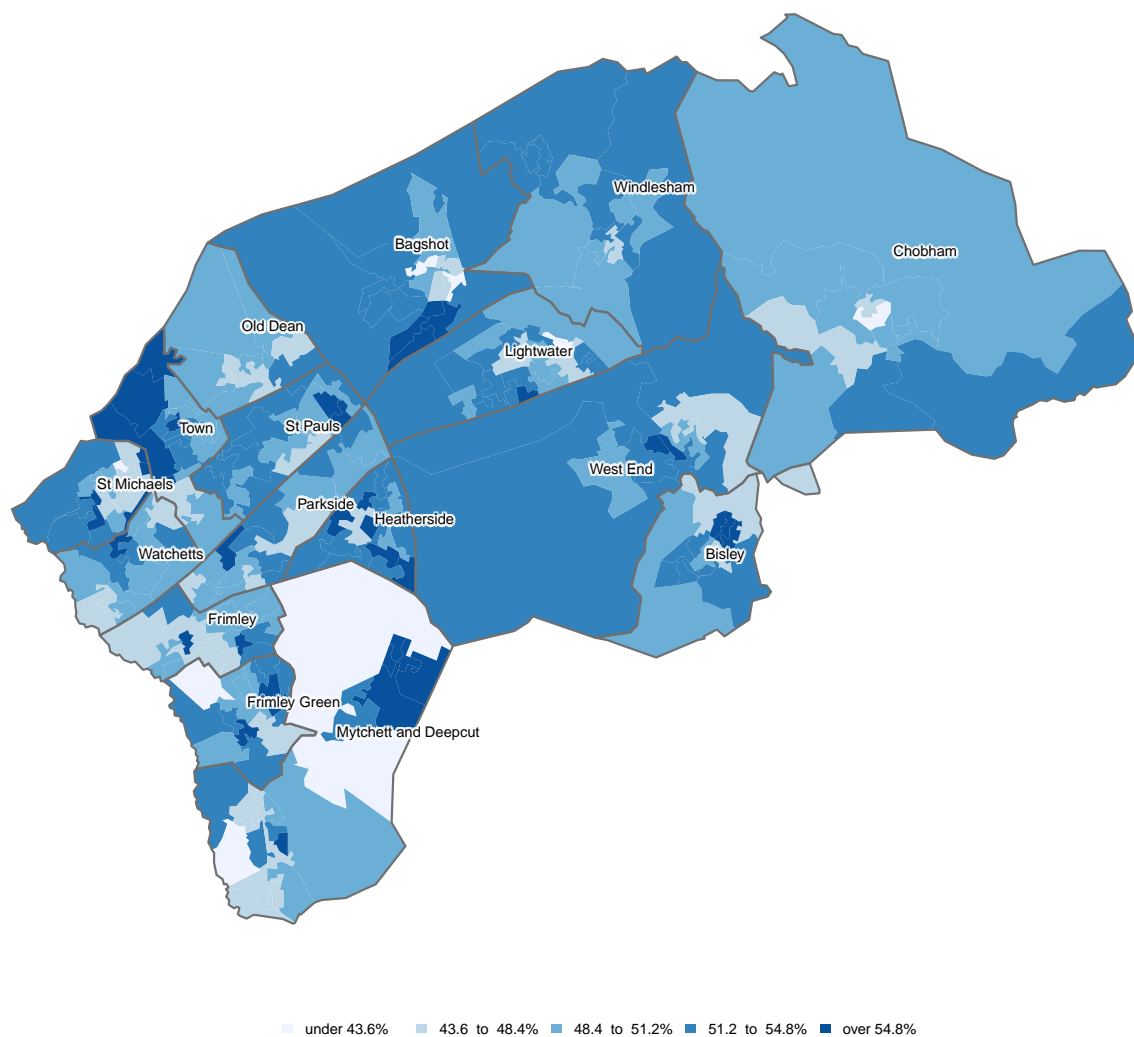 Windlesham
Bagshot
Chobham
Old Dean
Lightwater
Town
St Pauls
West End
St Michaels
Parkside
Heatherside
Watchetts
Bisley
Frimley
Frimley Green
Mytchett and Deepcut
under 43.6% 43.6 to 48.4% 48.4 to 51.2% 51.2 to 54.8% over 54.8%